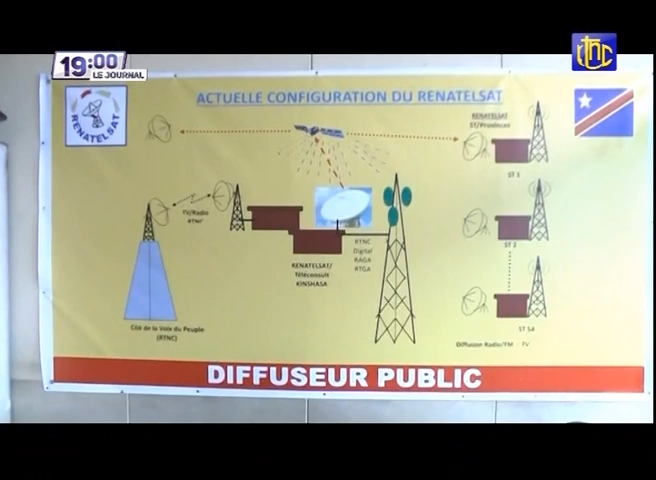 19:00
LE JOURNAL
rtnc
RENATELSAT
ACTUELLE CONFIGURATION DU RENATELSAT
RENATELSAT
ST/Provinces
ST 1
TV/Radio
RTNC
ST 2
RTNC
Digital
RAGA
RTGA
RENATELSAT/
Téléconsult
KINSHASA
Cité de la Voix du Peuple
(RTNC)
ST 54
Diffusion Radio/FM TV
DIFFUSEUR PUBLIC